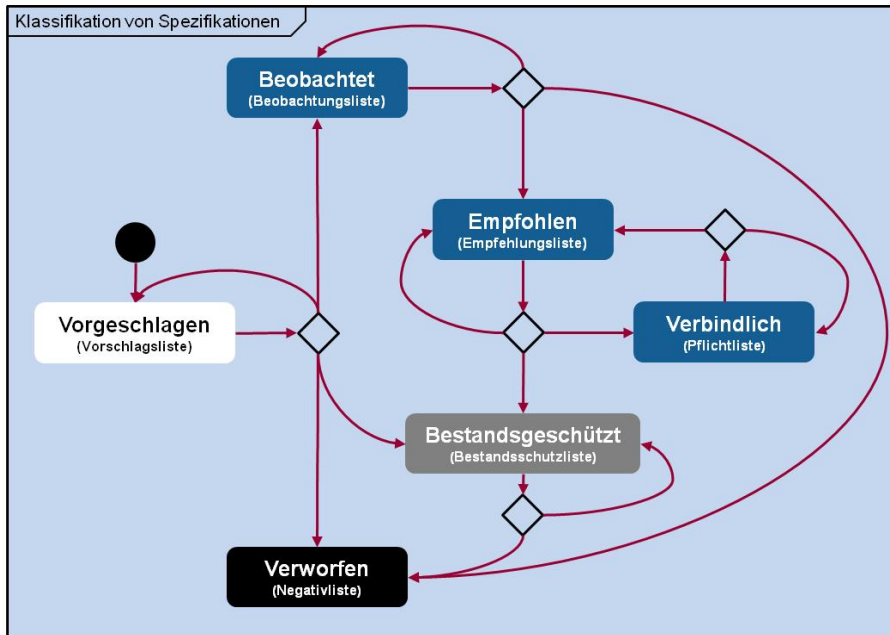 Klassifikation von Spezifikationen
Beobachtet
(Beobachtungsliste)
Empfohlen
(Empfehlungsliste)
Vorgeschlagen
(Vorschlagsliste)
Verbindlich
(Pflichtliste)
Bestandsgeschützt
(Bestandsschutzliste)
Verworfen
(Negativliste)